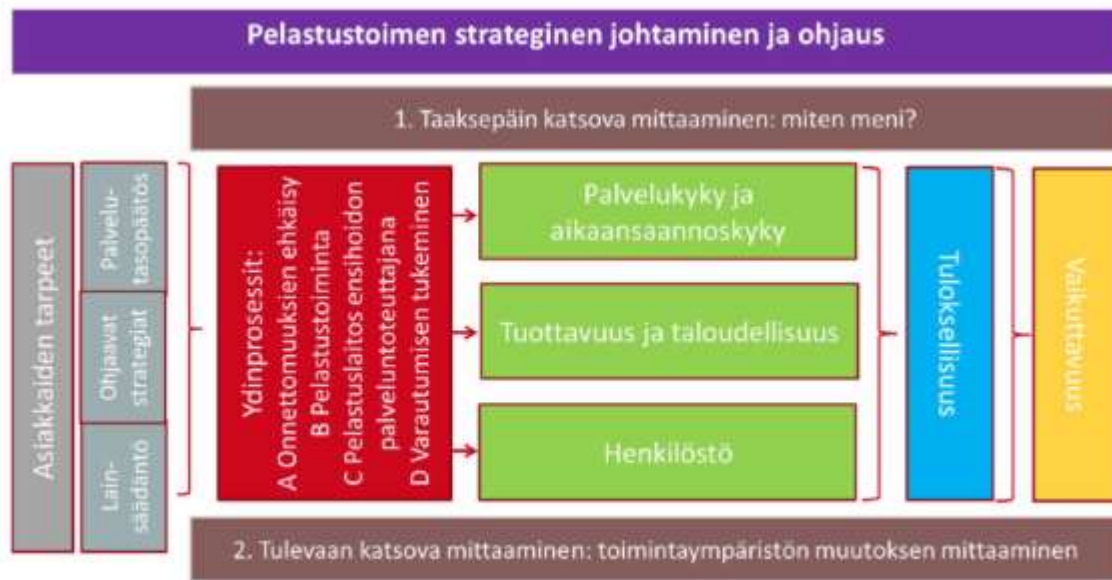 Pelastustoimen strateginen johtaminen ja ohjaus
1. Taaksepäin katsova mittaaminen: miten meni?
Asiakkaiden tarpeet
Palvelu-
tasopäätös
Ohjaavat
strategiat
Lain-
säädäntö
Ydinprosessit:
A Onnettomuuksien ehkäisy
B Pelastustoiminta
C Pelastuslaitos ensihoidon
palveluntoteuttajana
D Varautumisen tukeminen
Palvelukyky ja
aikaansaannoskyky
Tuottavuus ja taloudellisuus
Henkilöstö
Tuloksellisuus
Vaikuttavuus
2. Tulevaan katsova mittaaminen: toimintaympäristön muutoksen mittaaminen